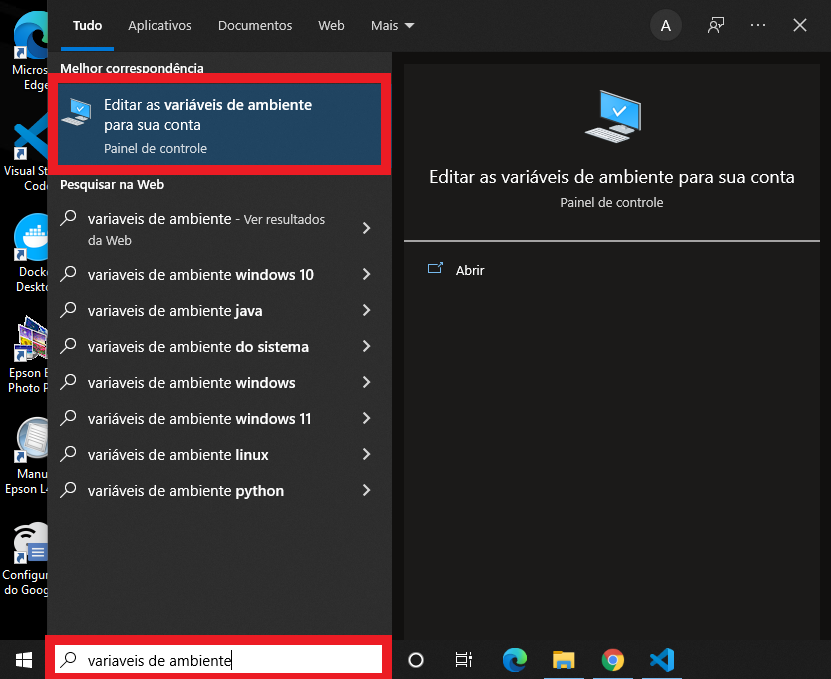 Tudo Aplicativos Documentos Web Mais A
Melhor correspondência
Editar as variáveis de ambiente
para sua conta
Painel de controle
Pesquisar na Web
variaveis de ambiente - Ver resultados
da Web
variaveis de ambiente windows 10
variaveis de ambiente java
variaveis de ambiente do sistema
variáveis de ambiente windows
variáveis de ambiente windows 11
variáveis de ambiente linux
variáveis de ambiente python
variaveis de ambiente
Editar as variáveis de ambiente para sua conta
Painel de controle
Abrir
Micros
Edge
Visual St
Code
Docke
Deskto
Epson E
Photo P
Manu
Epson L4
Configur
do Goog